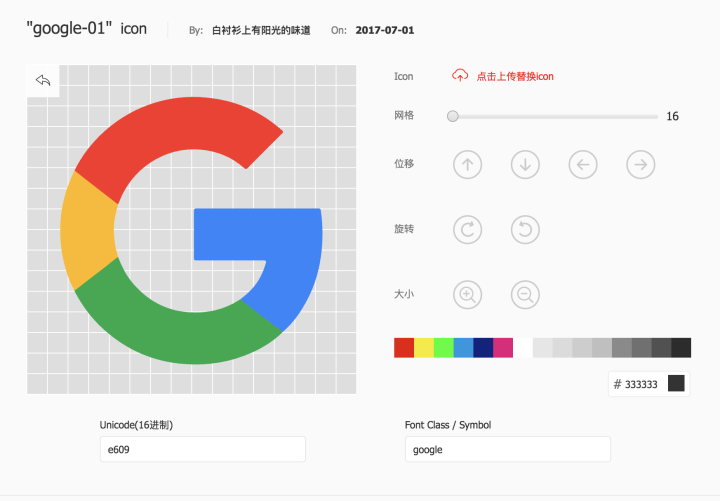 "google-01" icon By: 白衬衫上有阳光的味道 On: 2017-07-01
Icon 点击上传替换icon
网格 16
位移
旋转
大小
# 333333
Unicode(16进制) Font Class / Symbol
e609 google